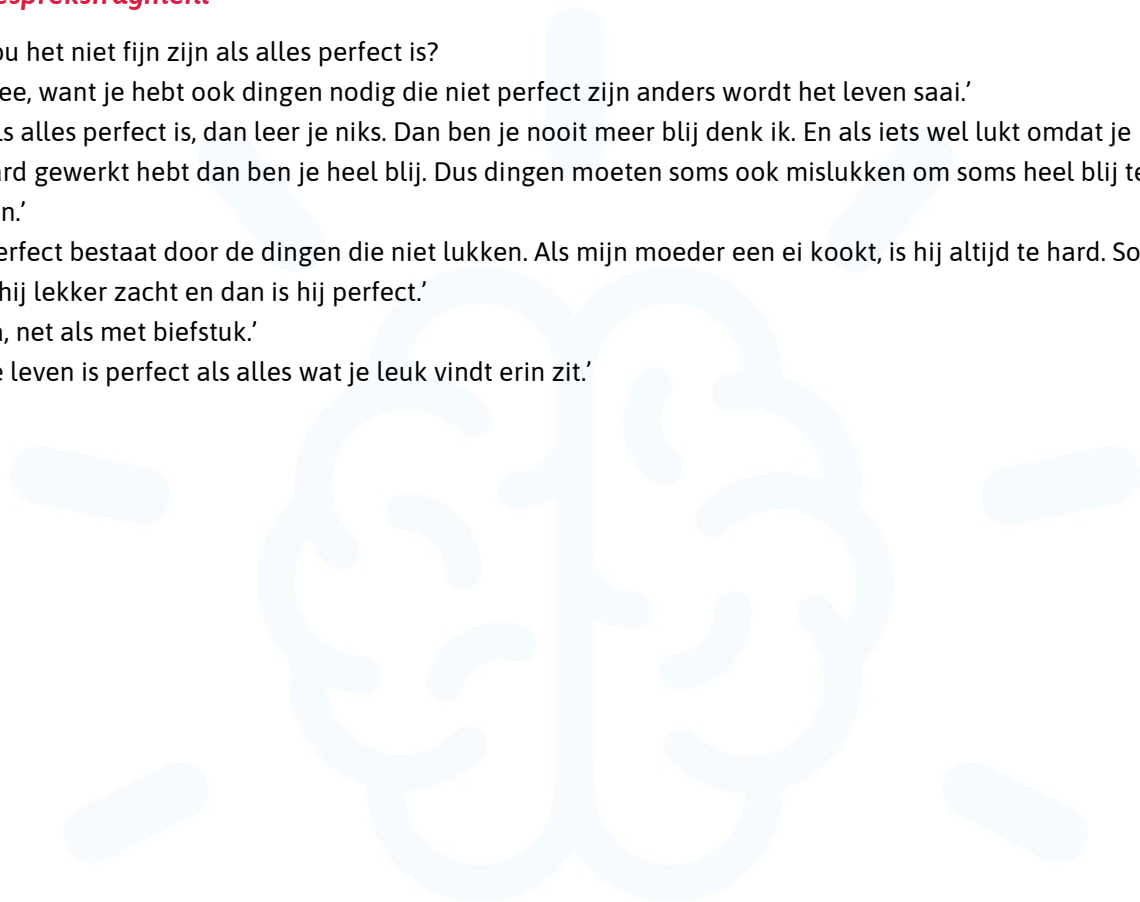 espreksfragment
ou het niet fijn zijn als alles perfect is?
ee, want je hebt ook dingen nodig die niet perfect zijn anders wordt het leven saai.’
ls alles perfect is, dan leer je niks. Dan ben je nooit meer blij denk ik. En als iets wel lukt omdat je
ard gewerkt hebt dan ben je heel blij. Dus dingen moeten soms ook mislukken om soms heel blij te
n.’
erfect bestaat door de dingen die niet lukken. Als mijn moeder een ei kookt, is hij altijd te hard. So
hij lekker zacht en dan is hij perfect.’
, net als met biefstuk.’
e leven is perfect als alles wat je leuk vindt erin zit.’